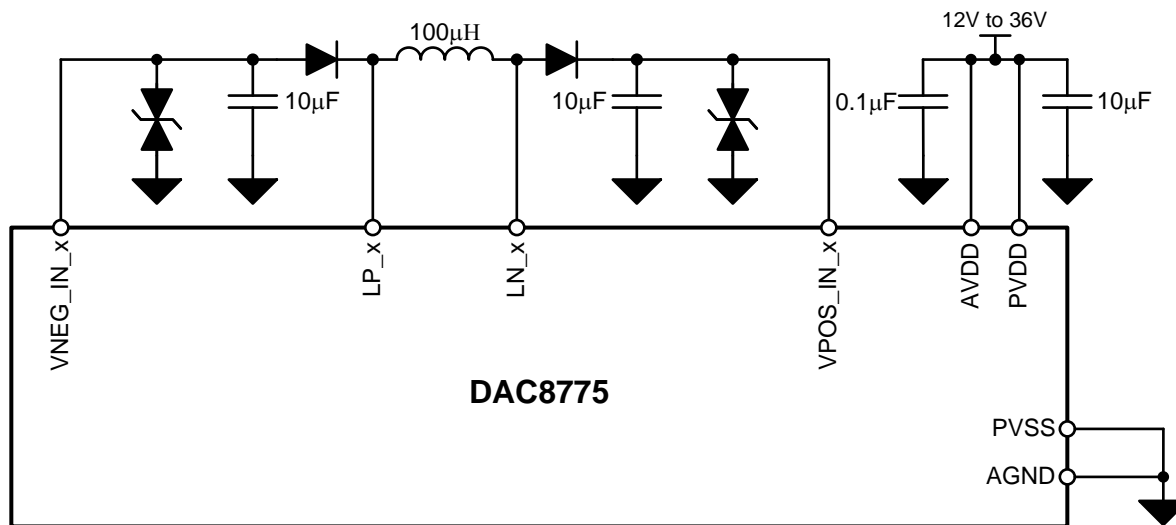 100μH
12V to 36V
10μF
10μF
0.1μF
10μF
VNEG_IN_x
LP_x
LN_x
VPOS_IN_x
AVDD
PVDD
DAC8775
PVSS
AGND